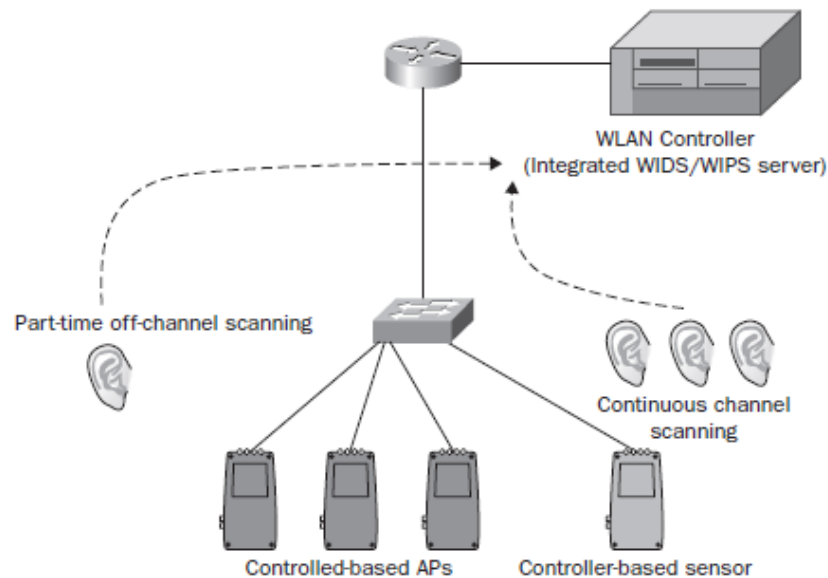 WLAN Controller
(Integrated WIDS/WIPS server)
Part-time off-channel scanning
Continuous channel
scanning
Controlled-based APs
Controller-based sensor